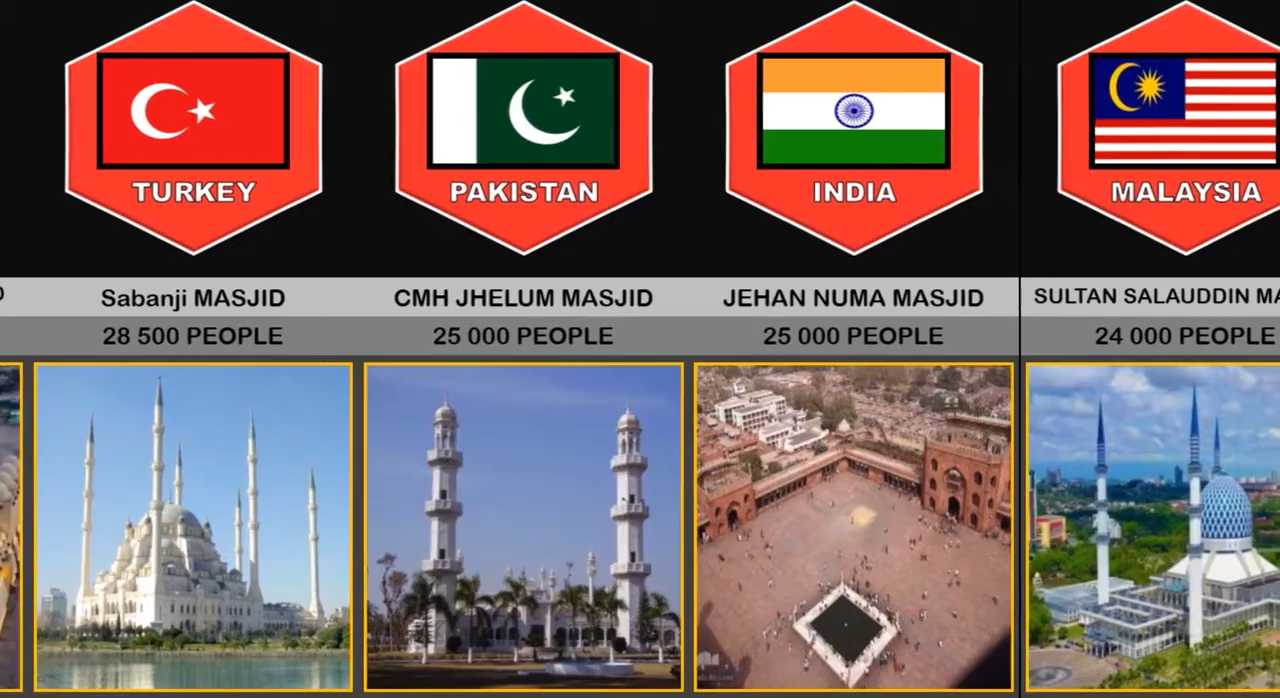 TURKEY
PAKISTAN
INDIA
MALAYSIA
Sabanji MASJID
CMH JHELUM MASJID
JEHAN NUMA MASJID
SULTAN SALAUDDIN MA
28 500 PEOPLE
25 000 PEOPLE
25 000 PEOPLE
24 000 PEOPLE